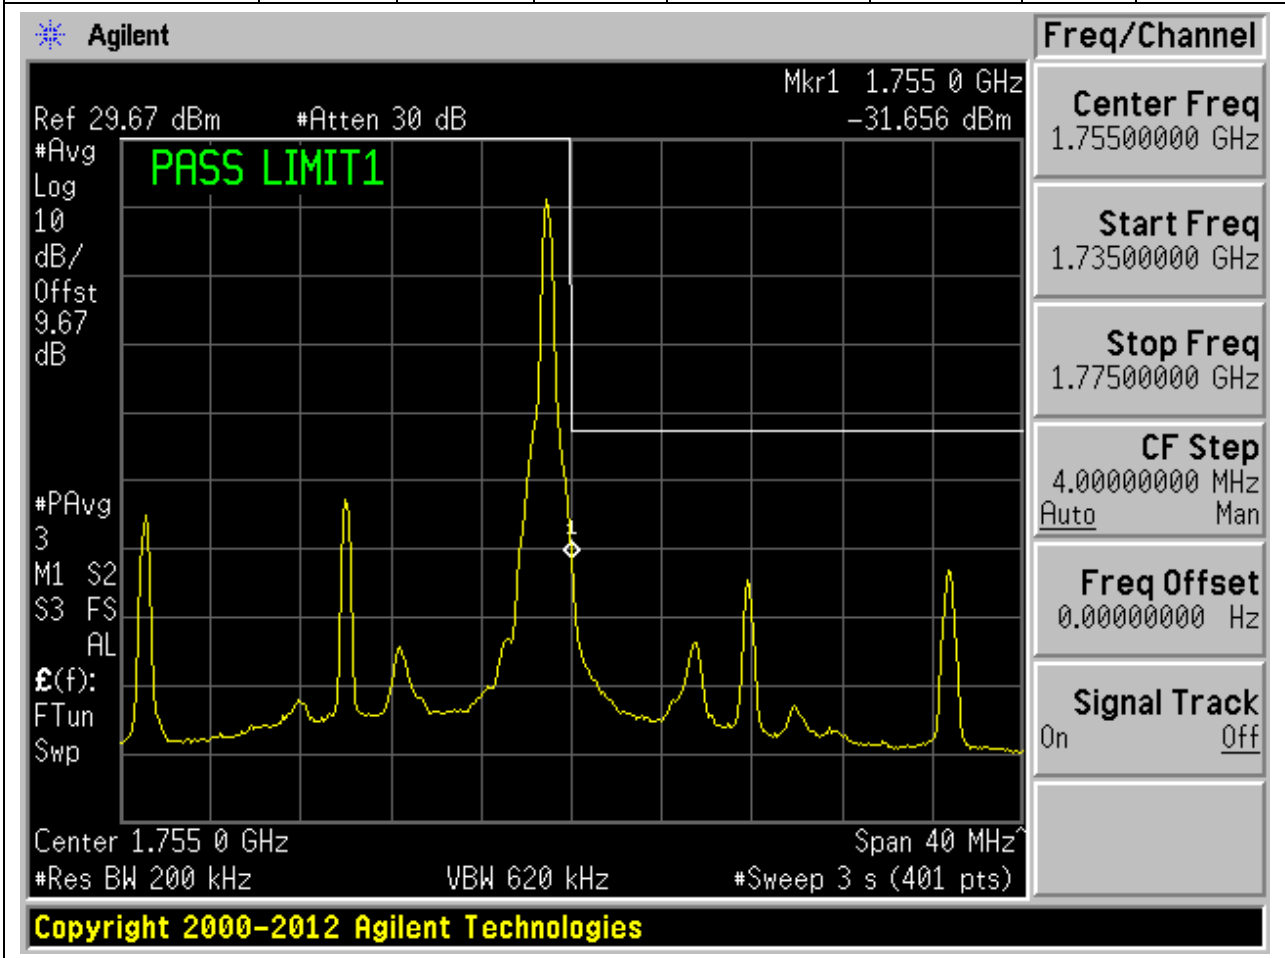 Agilent
Freq/Channel
Mkr1 1.755 0 GHz
Ref 29.67 dBm #Atten 30 dB -31.656 dBm
#Avg
Log
10
dB/
Offst
9.67
dB
PASS LIMIT1
1
#PAvg
3
M1 S2
S3 FS
AL
£(f):
FTun
Swp
Center 1.755 0 GHz Span 40 MHz^
#Res BW 200 kHz VBW 620 kHz #Sweep 3 s (401 pts)
Center Freq
1.75500000 GHz
Start Freq
1.73500000 GHz
Stop Freq
1.77500000 GHz
CF Step
4.00000000 MHz
Auto Man
Freq Offset
0.00000000 Hz
Signal Track
On Off
Copyright 2000-2012 Agilent Technologies